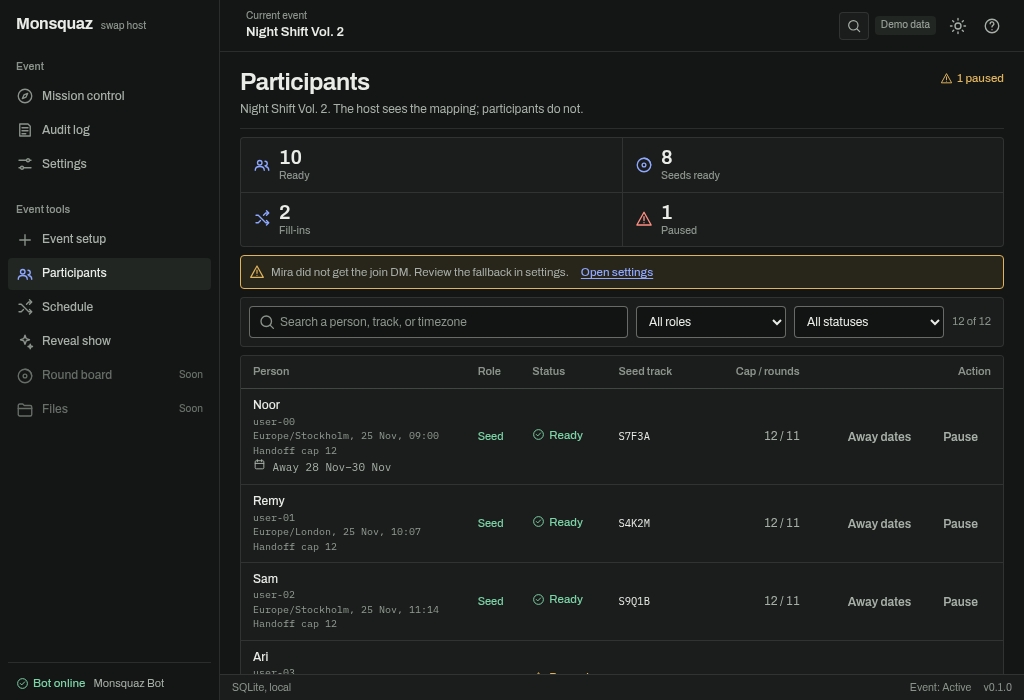 Monsquaz swap host
Event
Mission control
Audit log
Settings
Event tools
Event setup
Participants
Schedule
Reveal show
Round board Soon
Files Soon
Bot online Monsquaz Bot
Current event
Night Shift Vol. 2
Demo data
Participants
1 paused
Night Shift Vol. 2. The host sees the mapping; participants do not.
10
Ready
8
Seeds ready
2
Fill-ins
1
Paused
Mira did not get the join DM. Review the fallback in settings. Open settings
Search a person, track, or timezone
All roles
All statuses
12 of 12
Person Role Status Seed track Cap / rounds Action
Noor
user-00
Europe/Stockholm, 25 Nov, 09:00
Handoff cap 12
Away 28 Nov–30 Nov
Seed Ready S7F3A 12 / 11 Away dates Pause
Remy
user-01
Europe/London, 25 Nov, 10:07
Handoff cap 12
Seed Ready S4K2M 12 / 11 Away dates Pause
Sam
user-02
Europe/Stockholm, 25 Nov, 11:14
Handoff cap 12
Seed Ready S9Q1B 12 / 11 Away dates Pause
Ari
user-03
SQLite, local
Event: Active v0.1.0